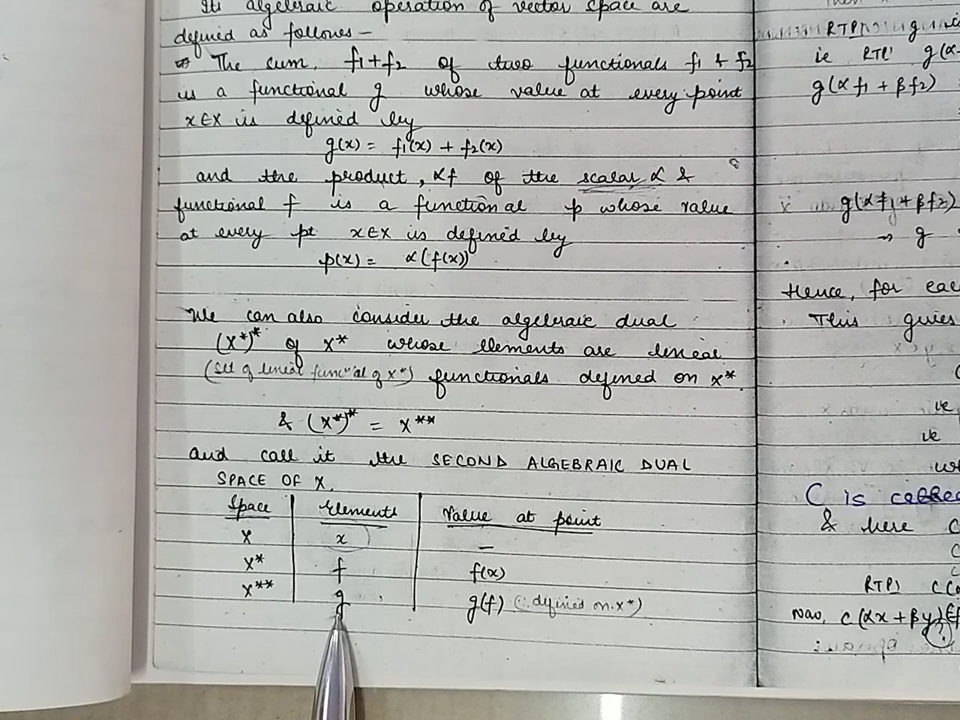 Its algebraic operation of vector space are
defined as follows -
The sum, f1+f2 of two functionals f1 & f2
is a functional g whose value at every point
x∈X is defined by
g(x) = f1(x) + f2(x)
and the product, αf of the scalar α &
functional f is a functional p whose value
at every pt x∈X is defined by
p(x) = α(f(x))
We can also consider the algebraic dual
(X*)* of X* whose elements are linear
(set of linear functnal of X*) functionals defined on X*.
& (X*)* = X**
and call it the SECOND ALGEBRAIC DUAL
SPACE OF X.
Space Elements Value at point
X x —
X* f f(x)
X** g g(f) (∵ defined on X*)
RTP: g is
ie RTP g(α
g(αf1 + βf2)
g(αf1 + βf2)
→ g
Hence, for eac
This gives
ie
ie
C is called
& here C
RTP: C(
now, C(αx + βy)(f